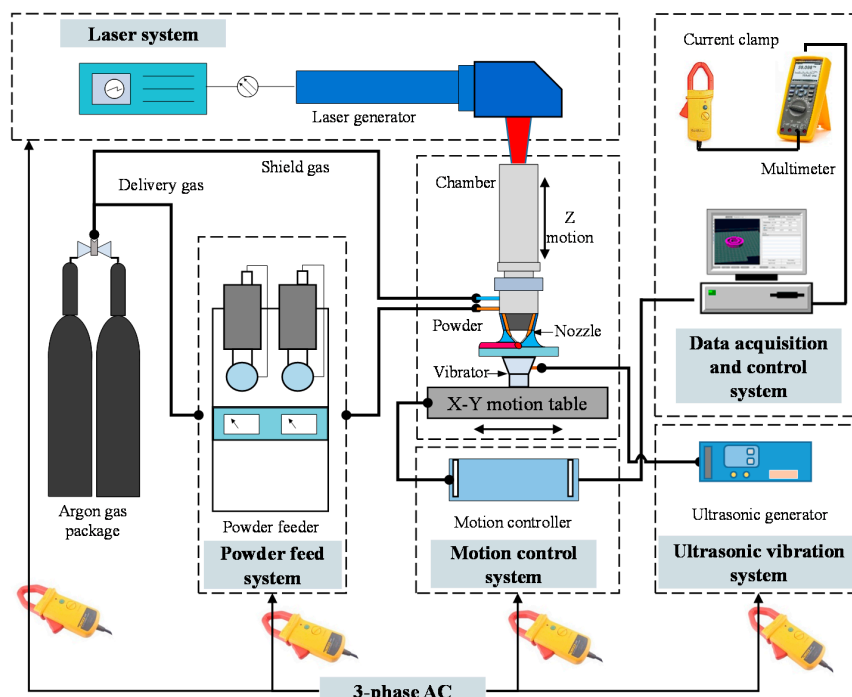 Laser system
Laser generator
Current clamp
Multimeter
Shield gas
Delivery gas
Chamber
Z
motion
Powder
Nozzle
Vibrator
X-Y motion table
Data acquisition
and control
system
Argon gas
package
Powder feeder
Powder feed
system
Motion controller
Motion control
system
Ultrasonic generator
Ultrasonic vibration
system
3-phase AC